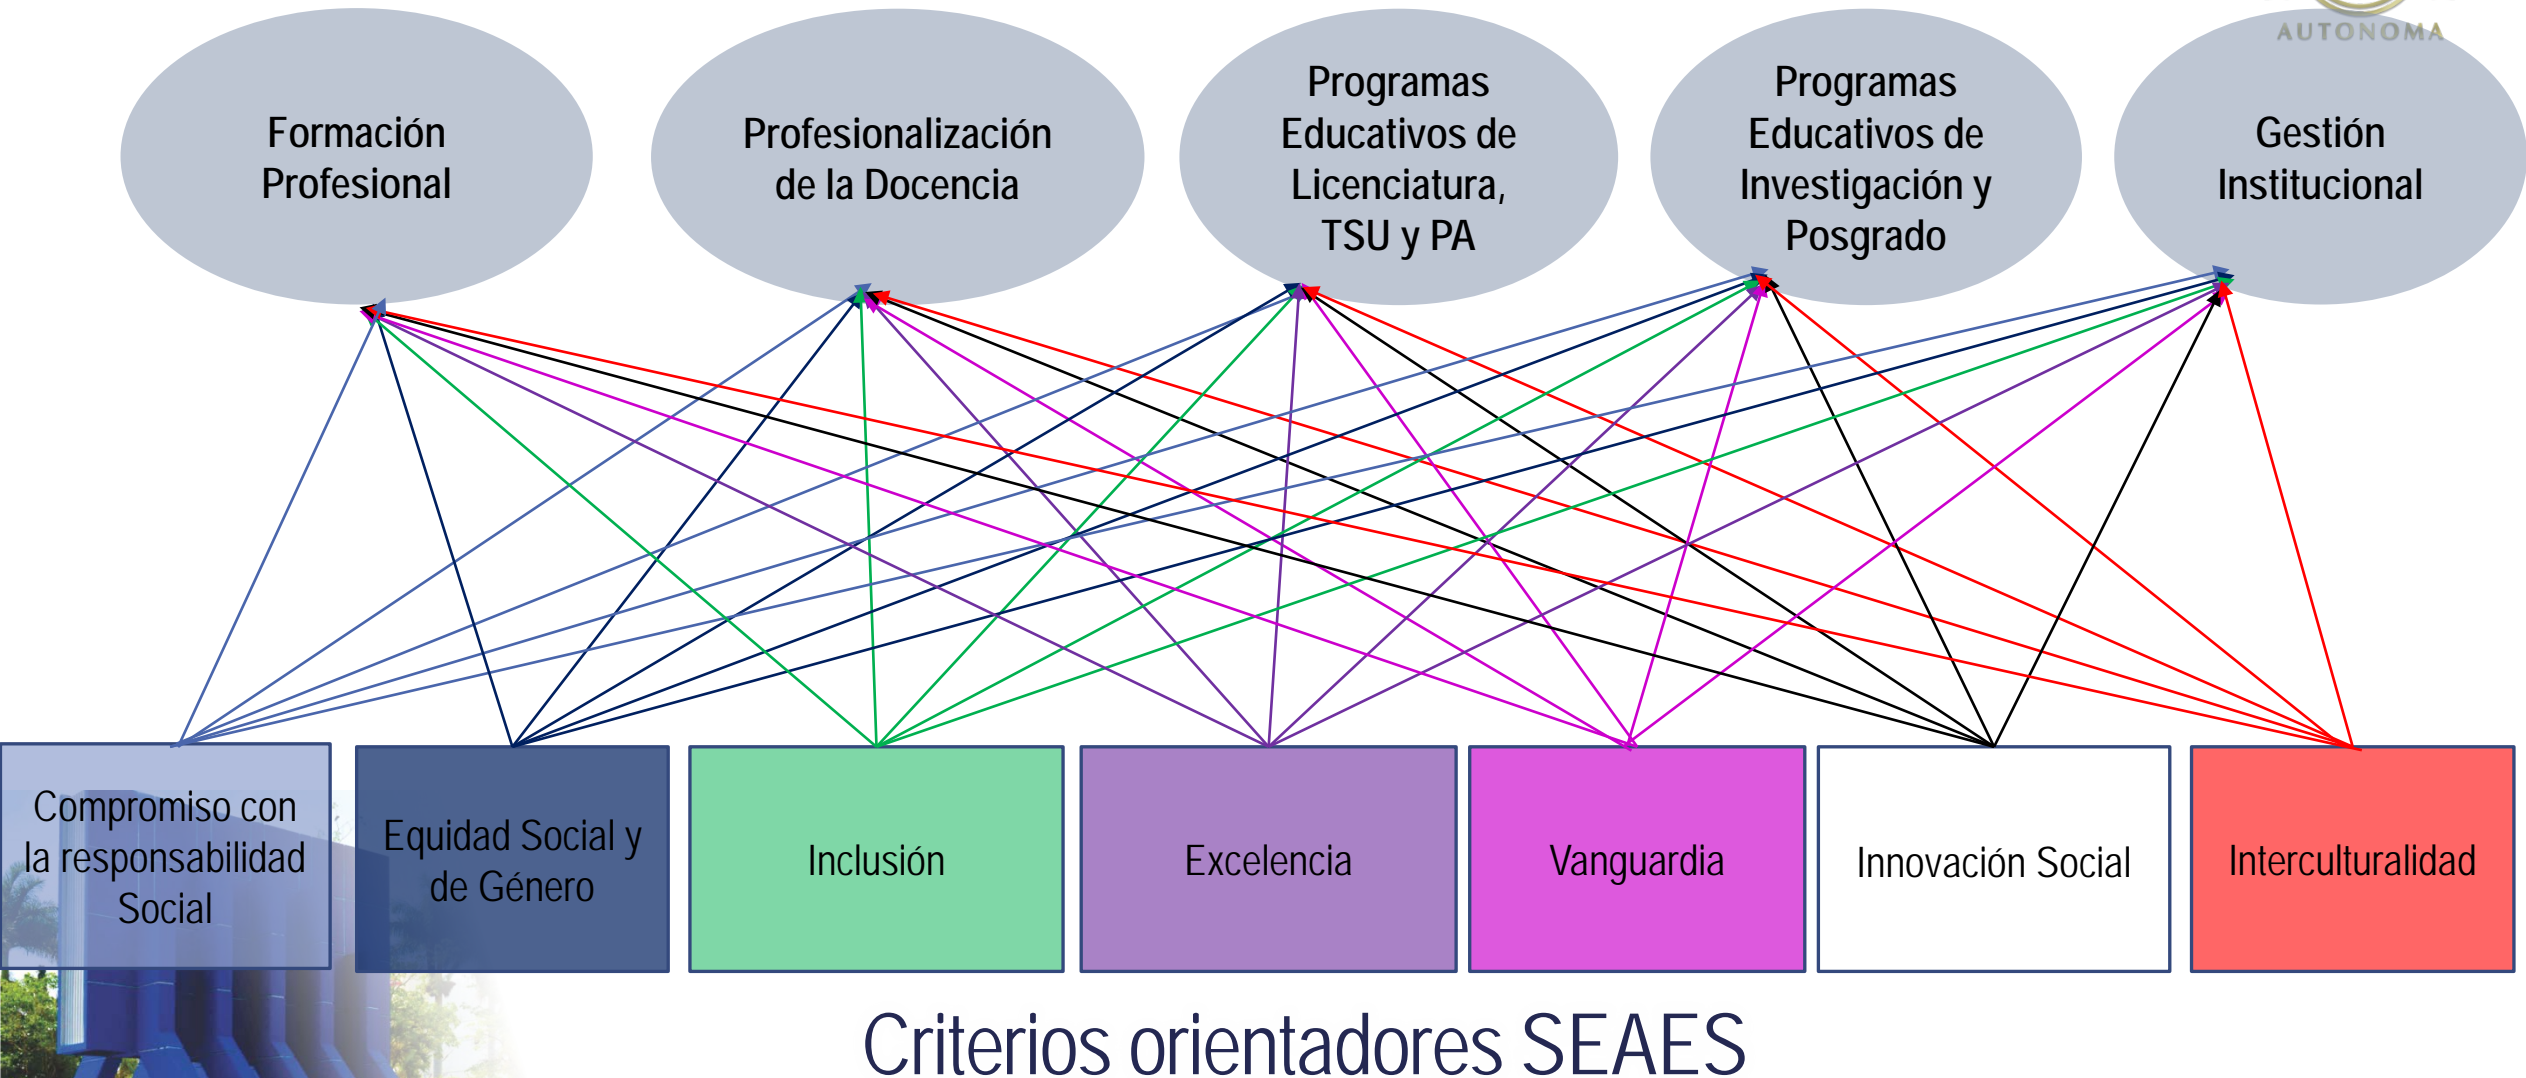 AUTONOMA
Formación
Profesional
Profesionalización
de la Docencia
Programas
Educativos de
Licenciatura,
TSU y PA
Programas
Educativos de
Investigación y
Posgrado
Gestión
Institucional
Compromiso con
la responsabilidad
Social
Equidad Social y
de Género
Inclusión
Excelencia
Vanguardia
Innovación Social
Interculturalidad
Criterios orientadores SEAES